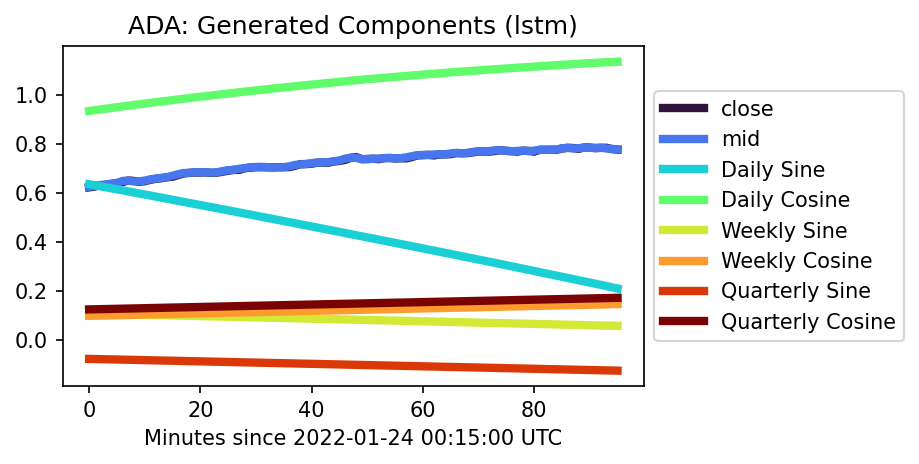 ADA: Generated Components (lstm)
1.0
0.8
0.6
0.4
0.2
0.0
0 20 40 60 80
Minutes since 2022-01-24 00:15:00 UTC
close
mid
Daily Sine
Daily Cosine
Weekly Sine
Weekly Cosine
Quarterly Sine
Quarterly Cosine